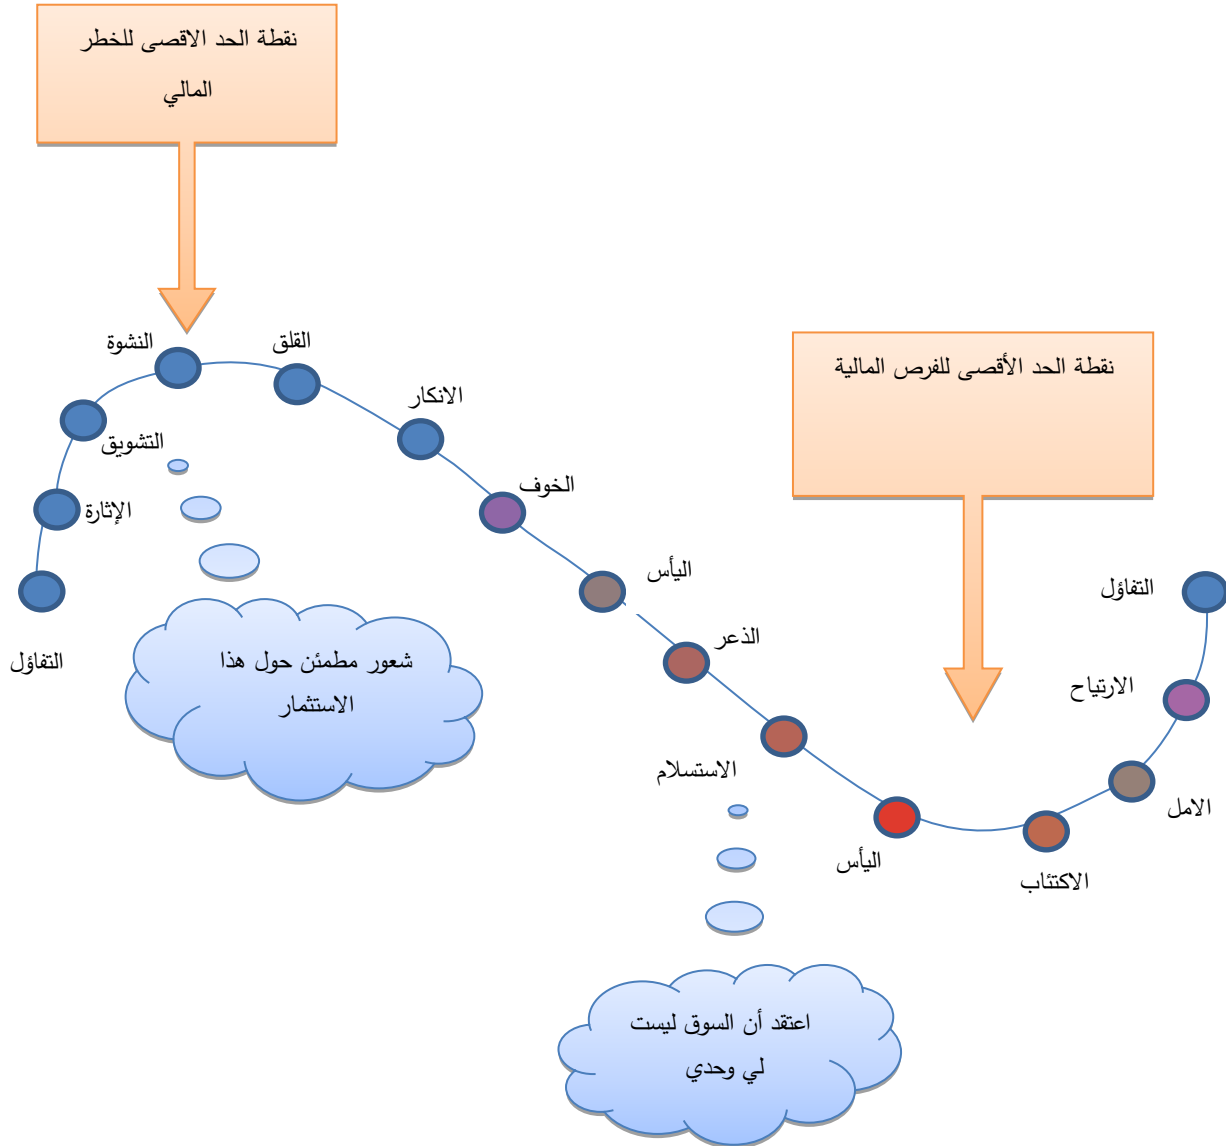 نقطة الحد الاقصى للخطر
المالي
النشوة
القلق
الانكار
التشويق
الخوف
الإثارة
اليأس
التفاؤل
الذعر
شعور مطمئن حول هذا
الاستثمار
نقطة الحد الأقصى للفرص المالية
التفاؤل
الارتياح
الاستسلام
الامل
اليأس
الاكتئاب
اعتقد أن السوق ليست
لي وحدي